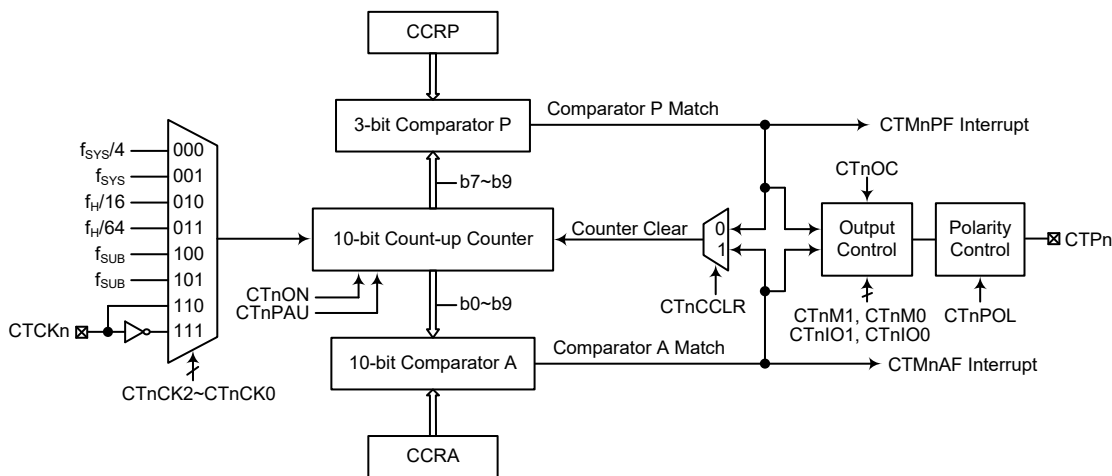 CCRP
3-bit Comparator P
Comparator P Match
CTMnPF Interrupt
fSYS/4
000
fSYS
001
fH/16
010
fH/64
011
fSUB
100
fSUB
101
110
111
CTCKn
CTnCK2~CTnCK0
b7~b9
10-bit Count-up Counter
CTnON
CTnPAU
b0~b9
Counter Clear
0
1
CTnCCLR
CTnOC
Output
Control
CTnM1, CTnM0
CTnIO1, CTnIO0
Polarity
Control
CTnPOL
CTPn
10-bit Comparator A
Comparator A Match
CTMnAF Interrupt
CCRA